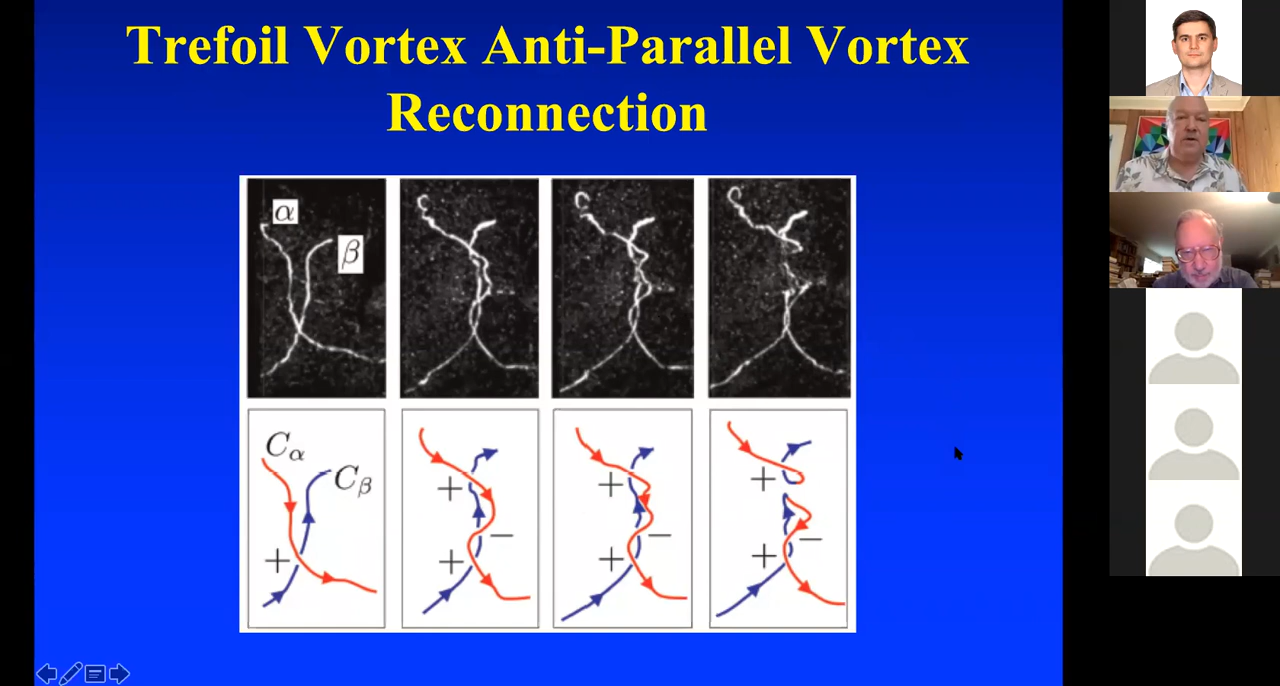 Trefoil Vortex Anti-Parallel Vortex
Reconnection
α
β
Cα
Cβ
+
+
−
+
+
−
+
+
−
+